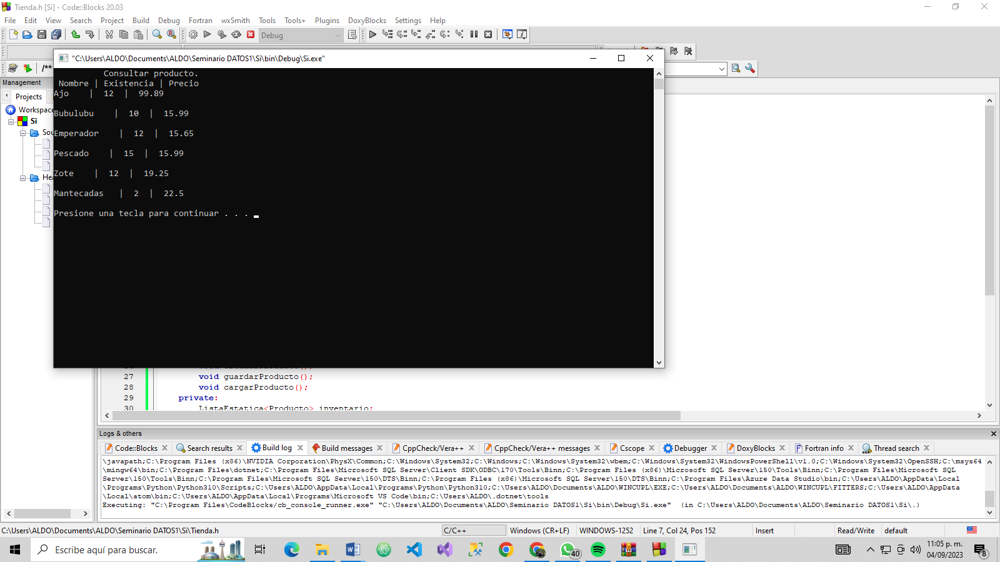 Tienda.h [Si] - Code::Blocks 20.03
File Edit View Search Project Build Debug Fortran wxSmith Tools Tools+ Plugins DoxyBlocks Settings Help
Debug
"C:\Users\ALDO\Documents\ALDO\Seminario DATOS1\Si\bin\Debug\Si.exe"
/**
Management
Projects
Workspace
Si
Consultar producto.
Nombre | Existencia | Precio
Ajo | 12 | 99.89
Bubulubu | 10 | 15.99
Emperador | 12 | 15.65
Pescado | 15 | 15.99
Zote | 12 | 19.25
Mantecadas | 2 | 22.5
Presione una tecla para continuar . . .
27 void guardarProducto();
28 void cargarProducto();
29 private:
30 ListaEstatica<Producto> inventario;
Logs & others
Code::Blocks Search results Build log Build messages CppCheck/Vera++ CppCheck/Vera++ messages Cscope Debugger DoxyBlocks Fortran info Thread search
\javapath;C:\Program Files (x86)\NVIDIA Corporation\PhysX\Common;C:\Windows\System32;C:\Windows;C:\Windows\System32\wbem;C:\Windows\System32\WindowsPowerShell\v1.0;C:\Windows\System32\OpenSSH;C:\msys64
\mingw64\bin;C:\Program Files\dotnet;C:\Program Files\Microsoft SQL Server\Client SDK\ODBC\170\Tools\Binn;C:\Program Files (x86)\Microsoft SQL Server\150\Tools\Binn;C:\Program Files\Microsoft SQL
Server\150\Tools\Binn;C:\Program Files\Microsoft SQL Server\150\DTS\Binn;C:\Program Files (x86)\Microsoft SQL Server\150\DTS\Binn;C:\Program Files\Azure Data Studio\bin;C:\Users\ALDO\AppData\Local
\Programs\Python\Python310\Scripts;C:\Users\ALDO\AppData\Local\Programs\Python\Python310;C:\Users\ALDO\Documents\ALDO\WINCUPL\EXE;C:\Users\ALDO\Documents\ALDO\WINCUPL\FITTERS;C:\Users\ALDO\AppData
\Local\atom\bin;C:\Users\ALDO\AppData\Local\Programs\Microsoft VS Code\bin;C:\Users\ALDO\.dotnet\tools
Executing: "C:\Program Files\CodeBlocks/cb_console_runner.exe" "C:\Users\ALDO\Documents\ALDO\Seminario DATOS1\Si\bin\Debug\Si.exe" (in C:\Users\ALDO\Documents\ALDO\Seminario DATOS1\Si\.)
C:\Users\ALDO\Documents\ALDO\Seminario DATOS1\Si\Tienda.h C/C++ Windows (CR+LF) WINDOWS-1252 Line 7, Col 24, Pos 152 Insert Read/Write default
Escribe aquí para buscar.
40
11:05 p. m.
04/09/2023
8